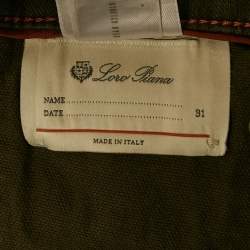 Loro Piana
NAME
DATE 31
MADE IN ITALY